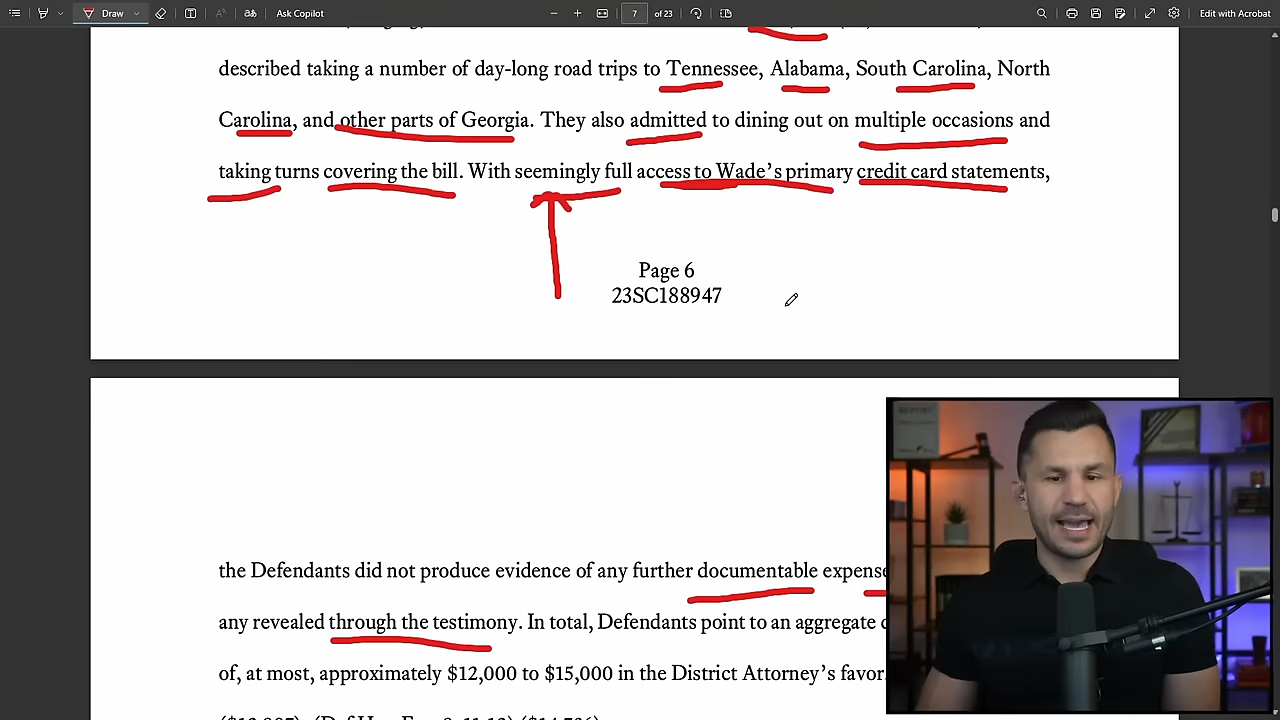 Draw
Ask Copilot
7 of 23
Edit with Acrobat
described taking a number of day-long road trips to Tennessee, Alabama, South Carolina, North
Carolina, and other parts of Georgia. They also admitted to dining out on multiple occasions and
taking turns covering the bill. With seemingly full access to Wade’s primary credit card statements,
Page 6
23SC188947
the Defendants did not produce evidence of any further documentable
any revealed through the testimony. In total, Defendants point to an aggregate
of, at most, approximately $12,000 to $15,000 in the District Attorney’s favor.